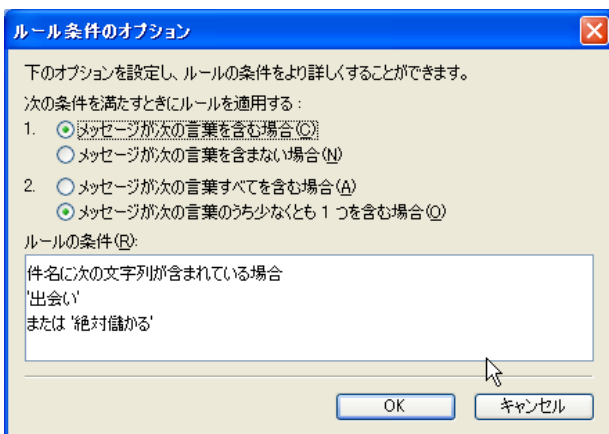 ルール条件のオプション
下のオプションを設定し、ルールの条件をより詳しくすることができます。
次の条件を満たすときにルールを適用する:
1. メッセージが次の言葉を含む場合(C)
メッセージが次の言葉を含まない場合(N)
2. メッセージが次の言葉すべてを含む場合(A)
メッセージが次の言葉のうち少なくとも 1 つを含む場合(O)
ルールの条件(R):
件名に次の文字列が含まれている場合
'出会い'
または '絶対儲かる'
OK キャンセル